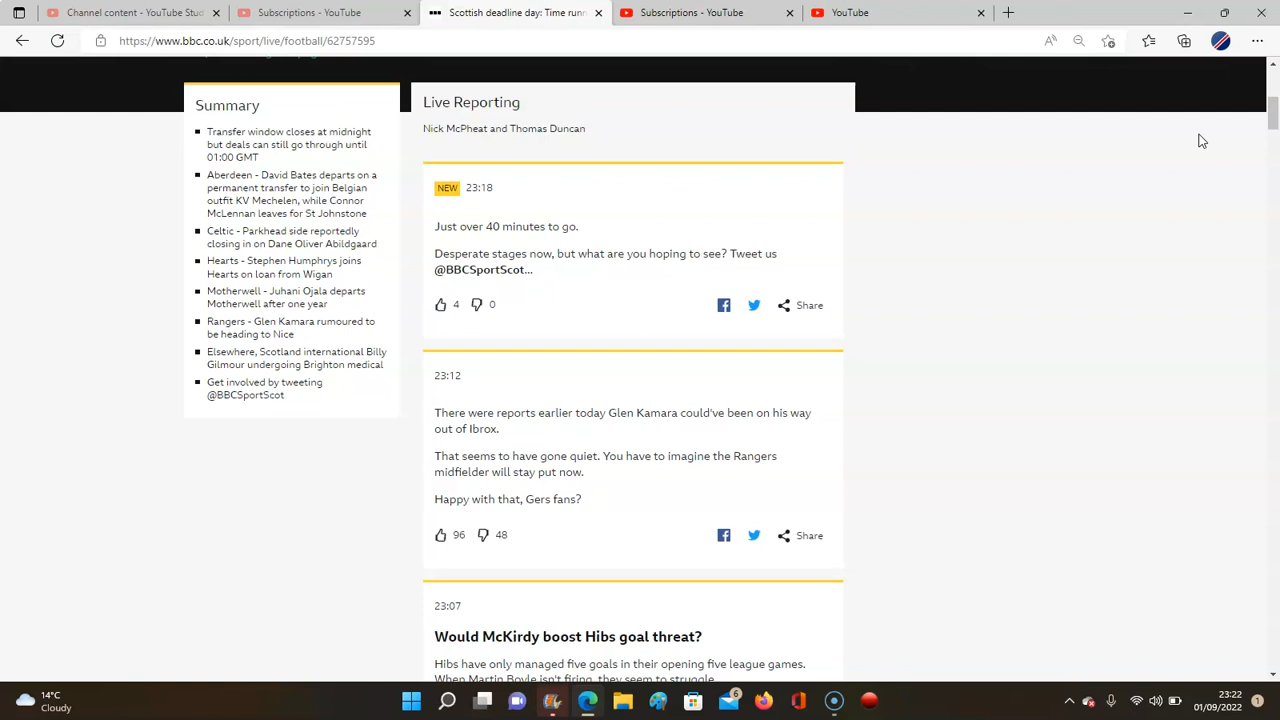 Channel content - YouTube Stud
Subscriptions - YouTube
Scottish deadline day: Time runn
Subscriptions - YouTube
YouTube
https://www.bbc.co.uk/sport/live/football/62757595
Summary
Transfer window closes at midnight
but deals can still go through until
01:00 GMT
Aberdeen - David Bates departs on a
permanent transfer to join Belgian
outfit KV Mechelen, while Connor
McLennan leaves for St Johnstone
Celtic - Parkhead side reportedly
closing in on Dane Oliver Abildgaard
Hearts - Stephen Humphrys joins
Hearts on loan from Wigan
Motherwell - Juhani Ojala departs
Motherwell after one year
Rangers - Glen Kamara rumoured to
be heading to Nice
Elsewhere, Scotland international Billy
Gilmour undergoing Brighton medical
Get involved by tweeting
@BBCSportScot
Live Reporting
Nick McPheat and Thomas Duncan
NEW 23:18
Just over 40 minutes to go.
Desperate stages now, but what are you hoping to see? Tweet us
@BBCSportScot...
4 0 Share
23:12
There were reports earlier today Glen Kamara could've been on his way
out of Ibrox.
That seems to have gone quiet. You have to imagine the Rangers
midfielder will stay put now.
Happy with that, Gers fans?
96 48 Share
23:07
Would McKirdy boost Hibs goal threat?
Hibs have only managed five goals in their opening five league games.
When Martin Boyle isn't firing, they seem to struggle.
14°C
Cloudy
6
23:22
01/09/2022